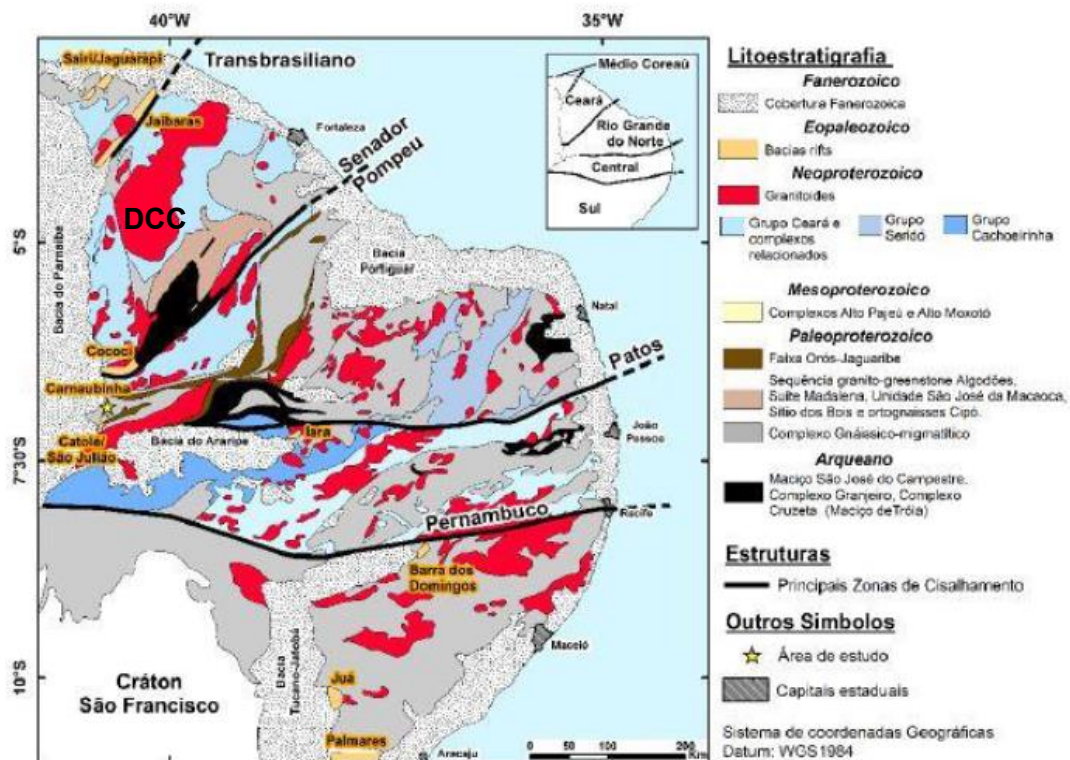 40°W
35°W
Sairi/Jaguarapi
Transbrasiliano
Jaibaras
Fortaleza
Senador
Pompeu
DCC
5°S
Bacia do Parnaíba
Bacia
Potiguar
Natal
Cococi
Carnaubinha
Patos
Catolé/
São Julião
Bacia do Araripe
Iara
João
Pessoa
7°30'S
Pernambuco
Recife
Barra dos
Domingos
Maceió
10°S
Cráton
São Francisco
Bacia
Tucano-Jatobá
Juá
Palmares
Aracaju
0 50 100 200
Km
Médio Coreaú
Ceará
Rio Grande
do Norte
Central
Sul
Litoestratigrafia
Fanerozoico
Cobertura Fanerozoica
Eopaleozoico
Bacias rifts
Neoproterozoico
Granitoides
Grupo Ceará e
complexos
relacionados
Grupo
Seridó
Grupo
Cachoeirinha
Mesoproterozoico
Complexos Alto Pajeú e Alto Moxotó
Paleoproterozoico
Faixa Orós-Jaguaribe
Sequência granito-greenstone Algodões,
Suite Madalena, Unidade São José da Macaoca,
Sitio dos Bois e ortognaisses Cipó.
Complexo Gnáissico-migmatítico
Arqueano
Maciço São José do Campestre,
Complexo Granjeiro, Complexo
Cruzeta (Maciço deTróia)
Estruturas
Principais Zonas de Cisalhamento
Outros Simbolos
Área de estudo
Capitais estaduais
Sistema de coordenadas Geográficas
Datum: WGS1984